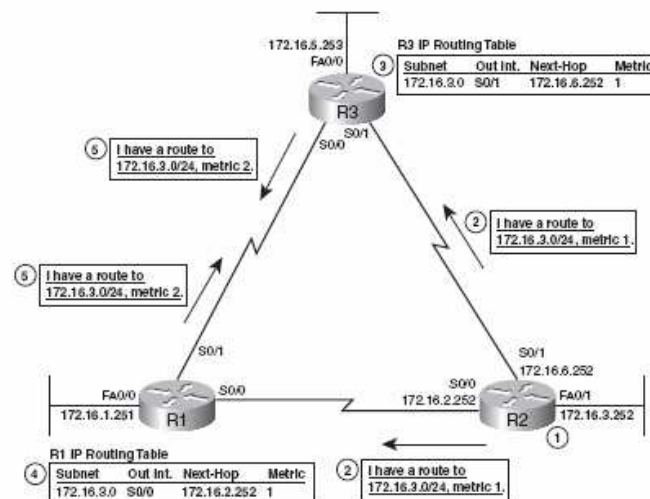 172.16.5.253
FA0/0
R3 IP Routing Table
3
Subnet Out Int. Next-Hop Metric
172.16.3.0 S0/1 172.16.6.252 1
R3
S0/1
S0/0
5
I have a route to
172.16.3.0/24, metric 2.
2
I have a route to
172.16.3.0/24, metric 1.
5
I have a route to
172.16.3.0/24, metric 2.
S0/1
S0/1
172.16.6.252
FA0/0
S0/0
S0/0
FA0/1
172.16.1.251
R1
172.16.2.252
R2
172.16.3.252
1
R1 IP Routing Table
4
Subnet Out Int. Next-Hop Metric
172.16.3.0 S0/0 172.16.2.252 1
2
I have a route to
172.16.3.0/24, metric 1.